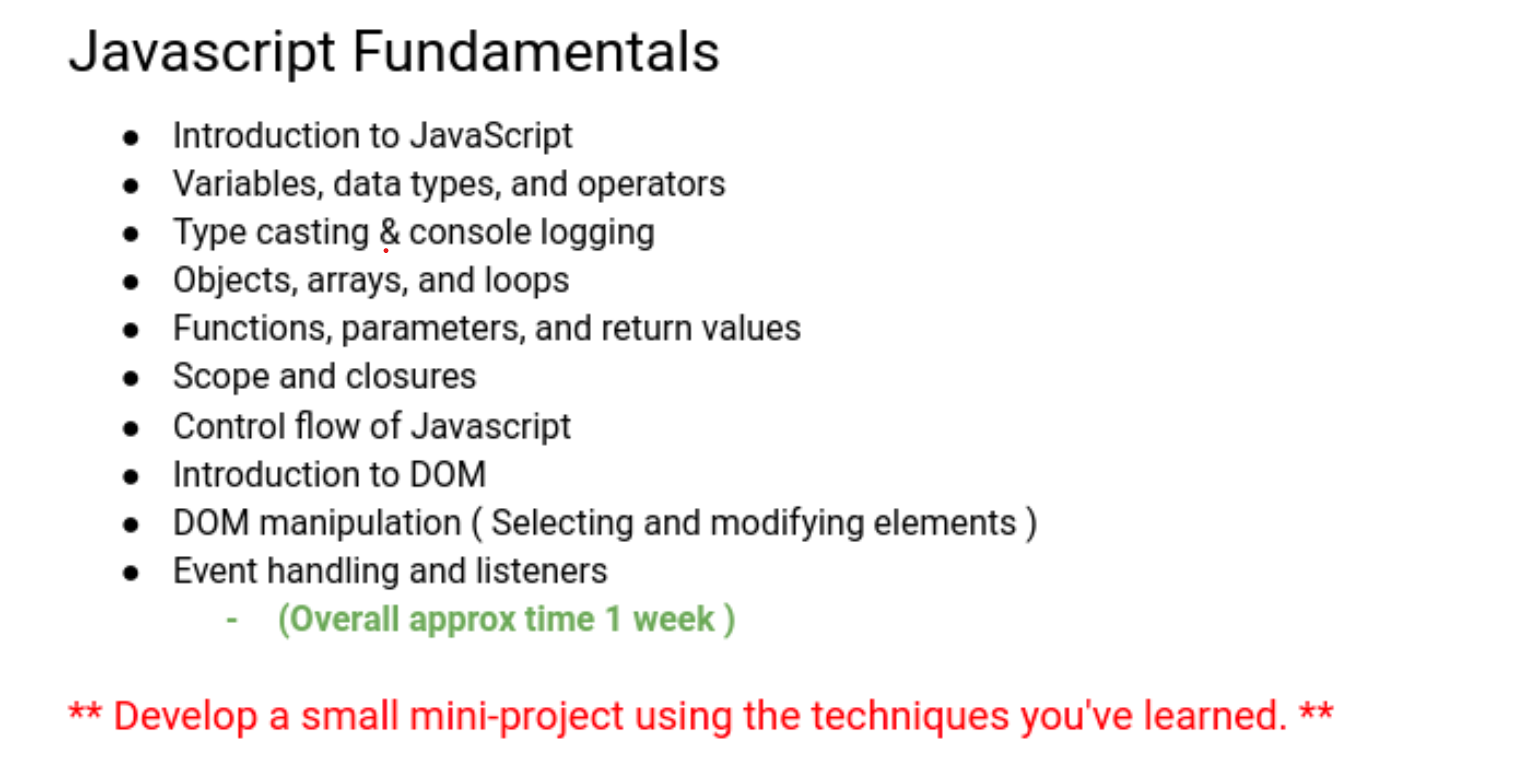 Javascript Fundamentals
● Introduction to JavaScript
● Variables, data types, and operators
● Type casting & console logging
● Objects, arrays, and loops
● Functions, parameters, and return values
● Scope and closures
● Control flow of Javascript
● Introduction to DOM
● DOM manipulation ( Selecting and modifying elements )
● Event handling and listeners
- (Overall approx time 1 week )
** Develop a small mini-project using the techniques you've learned. **